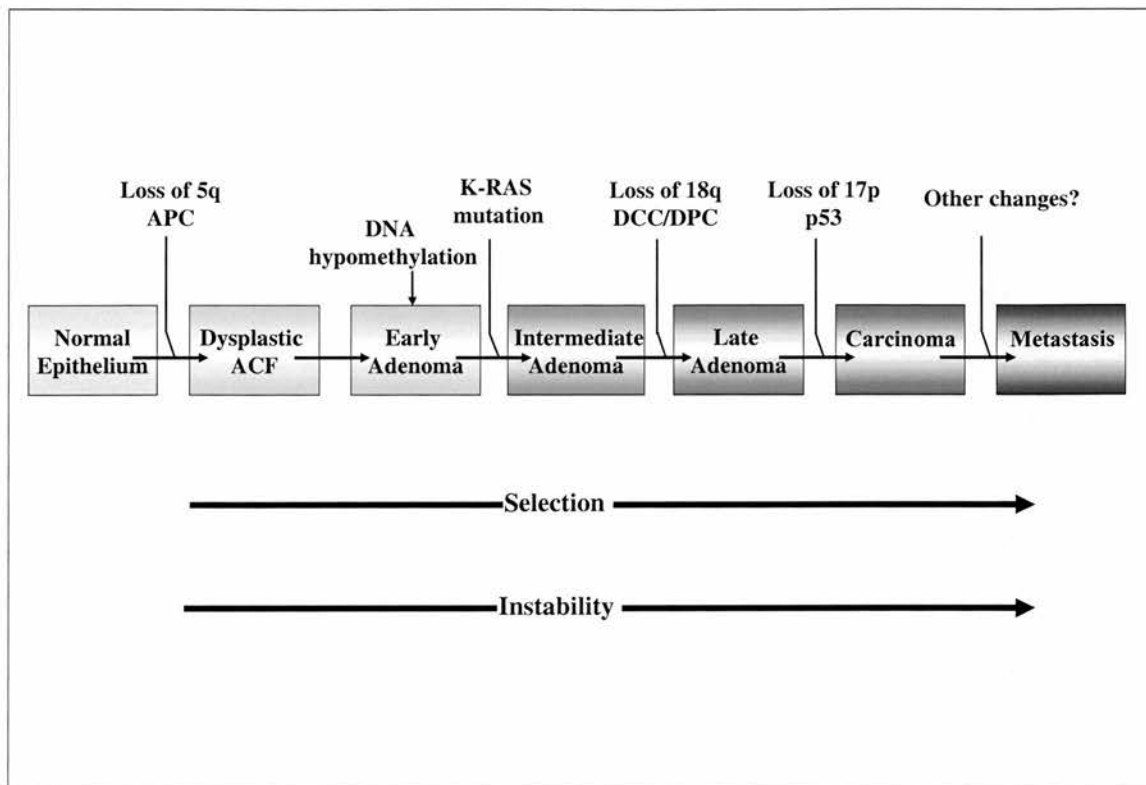 Loss of 5q
APC
DNA
hypomethylation
K-RAS
mutation
Loss of 18q
DCC/DPC
Loss of 17p
p53
Other changes?
Normal
Epithelium
Dysplastic
ACF
Early
Adenoma
Intermediate
Adenoma
Late
Adenoma
Carcinoma
Metastasis
Selection
Instability